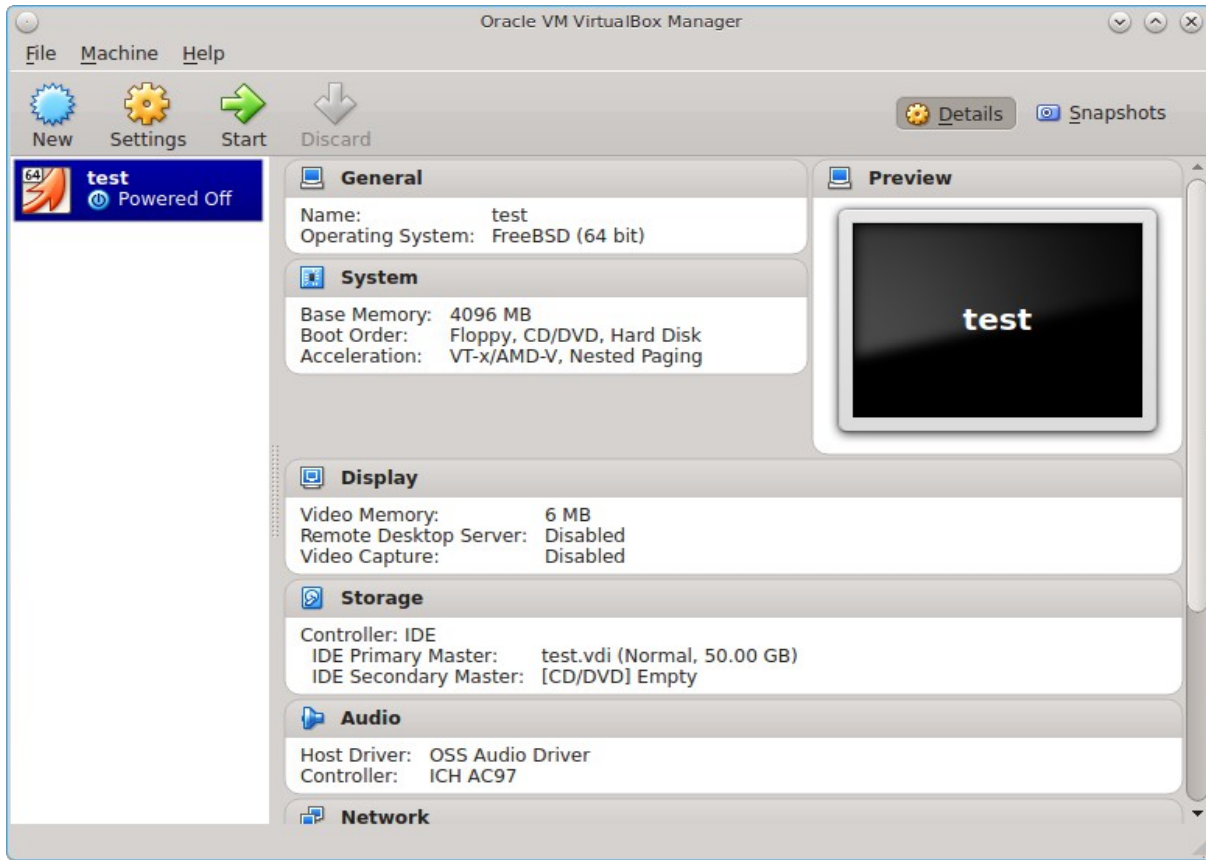 Oracle VM VirtualBox Manager
File Machine Help
New Settings Start Discard Details Snapshots
64
test
Powered Off
General
Name: test
Operating System: FreeBSD (64 bit)
System
Base Memory: 4096 MB
Boot Order: Floppy, CD/DVD, Hard Disk
Acceleration: VT-x/AMD-V, Nested Paging
Preview
test
Display
Video Memory: 6 MB
Remote Desktop Server: Disabled
Video Capture: Disabled
Storage
Controller: IDE
IDE Primary Master: test.vdi (Normal, 50.00 GB)
IDE Secondary Master: [CD/DVD] Empty
Audio
Host Driver: OSS Audio Driver
Controller: ICH AC97
Network